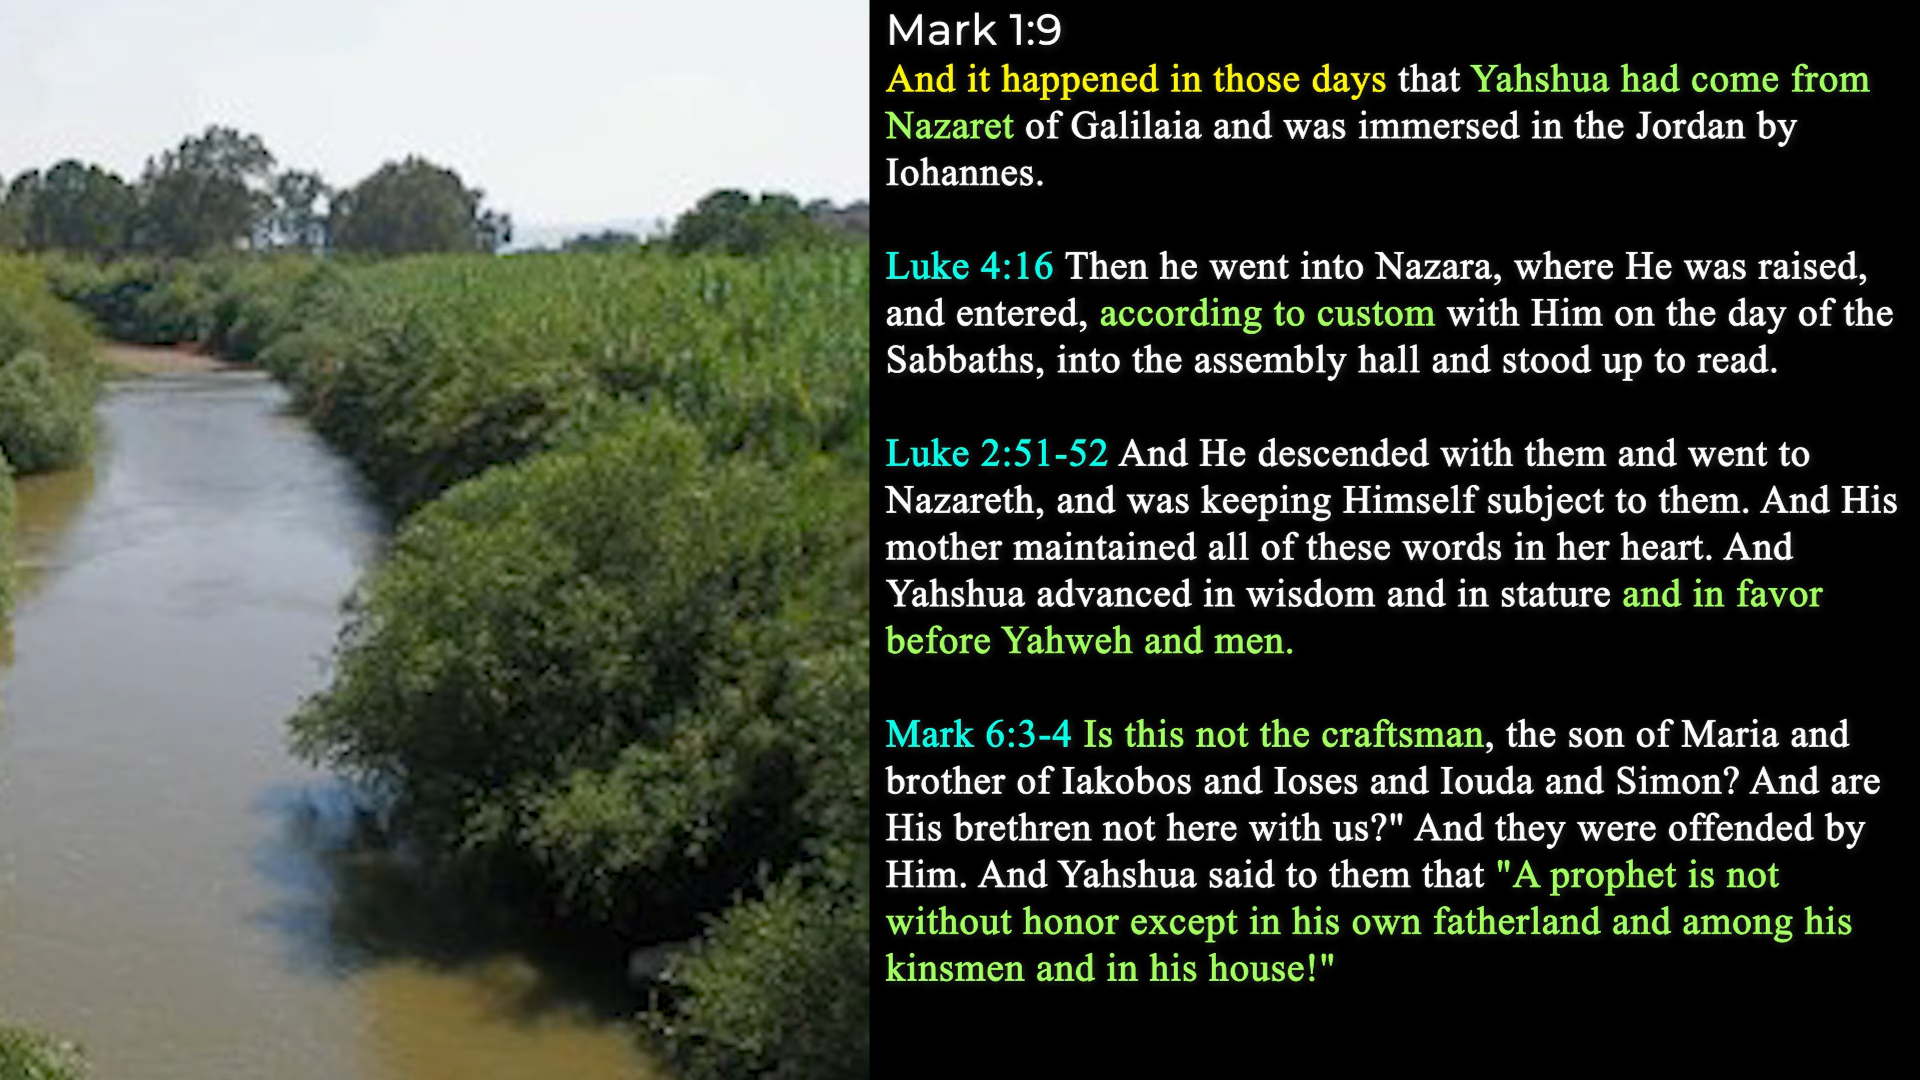 Mark 1:9
And it happened in those days that Yahshua had come from
Nazaret of Galilaia and was immersed in the Jordan by
Iohannes.
Luke 4:16 Then he went into Nazara, where He was raised,
and entered, according to custom with Him on the day of the
Sabbaths, into the assembly hall and stood up to read.
Luke 2:51-52 And He descended with them and went to
Nazareth, and was keeping Himself subject to them. And His
mother maintained all of these words in her heart. And
Yahshua advanced in wisdom and in stature and in favor
before Yahweh and men.
Mark 6:3-4 Is this not the craftsman, the son of Maria and
brother of Iakobos and Ioses and Iouda and Simon? And are
His brethren not here with us?" And they were offended by
Him. And Yahshua said to them that "A prophet is not
without honor except in his own fatherland and among his
kinsmen and in his house!"